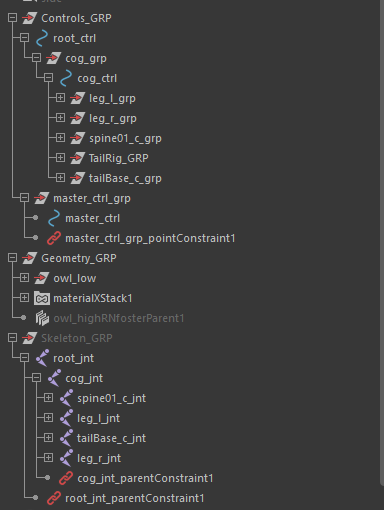 Controls_GRP
root_ctrl
cog_grp
cog_ctrl
leg_l_grp
leg_r_grp
spine01_c_grp
TailRig_GRP
tailBase_c_grp
master_ctrl_grp
master_ctrl
master_ctrl_grp_pointConstraint1
Geometry_GRP
owl_low
materialXStack1
owl_highRNfosterParent1
Skeleton_GRP
root_jnt
cog_jnt
spine01_c_jnt
leg_l_jnt
tailBase_c_jnt
leg_r_jnt
cog_jnt_parentConstraint1
root_jnt_parentConstraint1